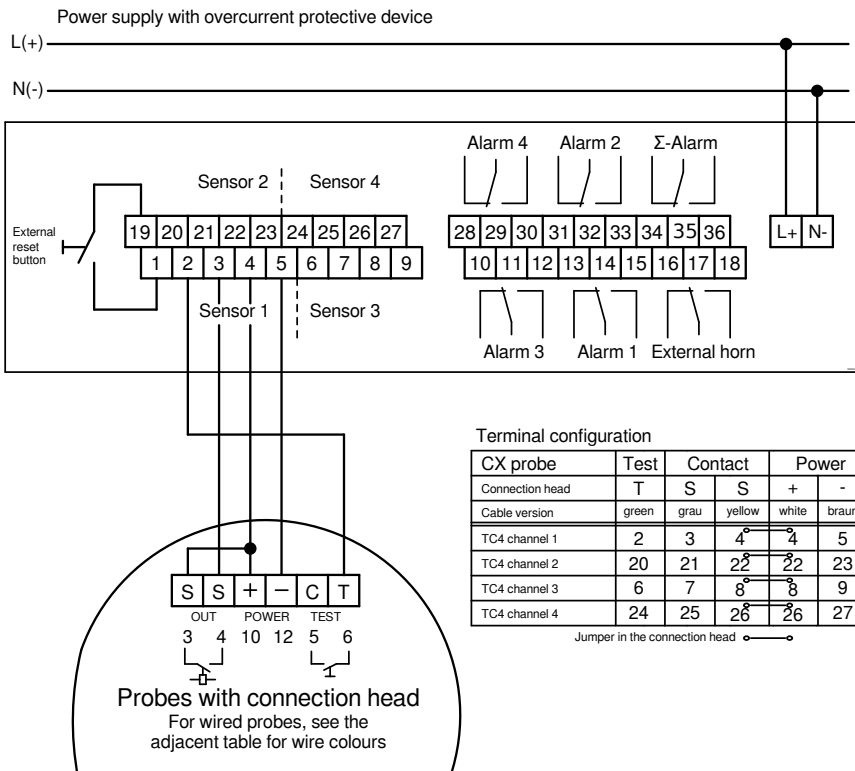 Power supply with overcurrent protective device
L(+)
N(-)
Alarm 4 Alarm 2 Σ-Alarm
Sensor 2 Sensor 4
External
reset
button
19 20 21 22 23 24 25 26 27
28 29 30 31 32 33 34 35 36
L+ N-
1 2 3 4 5 6 7 8 9
10 11 12 13 14 15 16 17 18
Sensor 1 Sensor 3
Alarm 3 Alarm 1 External horn
Terminal configuration
CX probe Test Contact Power
Connection head T S S + -
Cable version green grau yellow white braun
TC4 channel 1 2 3 4 4 5
TC4 channel 2 20 21 22 22 23
TC4 channel 3 6 7 8 8 9
TC4 channel 4 24 25 26 26 27
Jumper in the connection head
S S + − C T
OUT POWER TEST
3 4 10 12 5 6
Probes with connection head
For wired probes, see the
adjacent table for wire colours